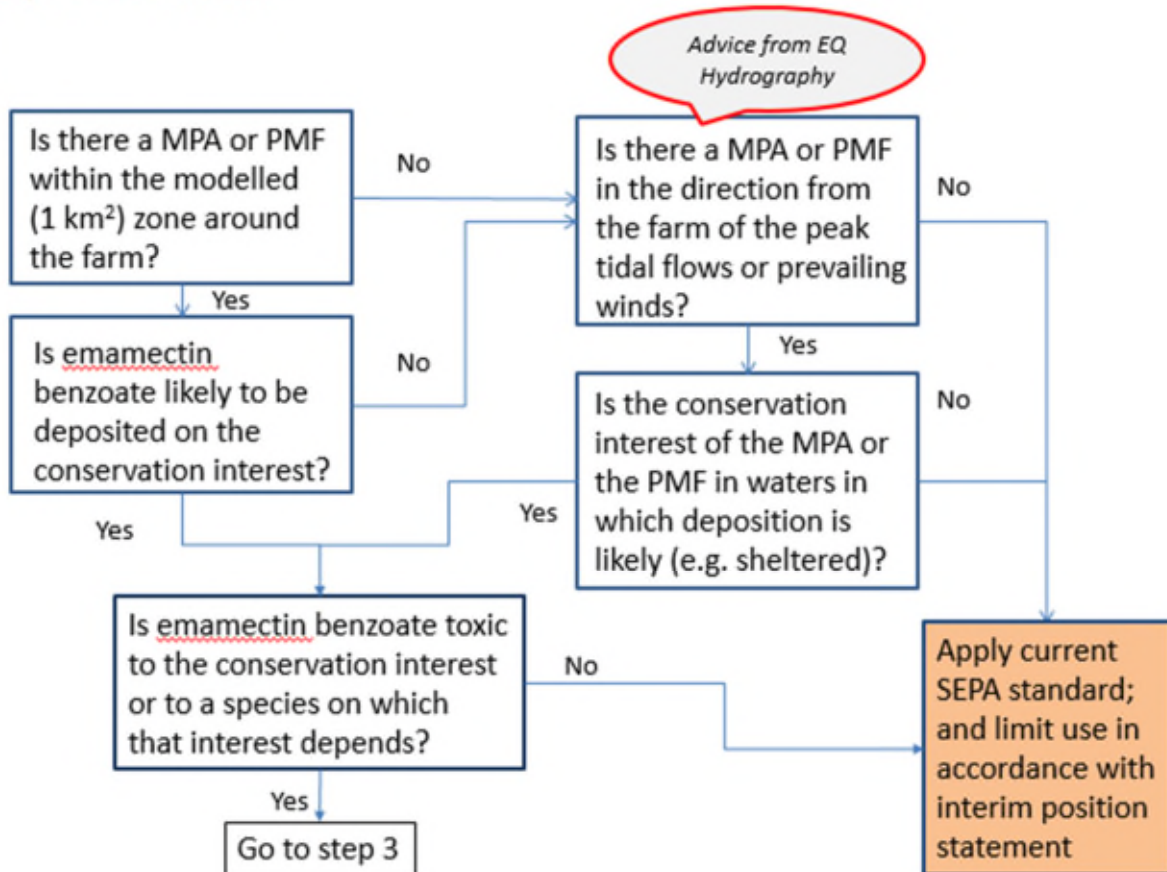 Advice from EQ
Hydrography
Is there a MPA or PMF
within the modelled
(1 km²) zone around
the farm?
No
Is there a MPA or PMF
in the direction from
the farm of the peak
tidal flows or prevailing
winds?
No
Yes
Yes
Is emamectin
benzoate likely to be
deposited on the
conservation interest?
No
Is the conservation
interest of the MPA or
the PMF in waters in
which deposition is
likely (e.g. sheltered)?
No
Yes
Yes
Is emamectin benzoate toxic
to the conservation interest
or to a species on which
that interest depends?
No
Apply current
SEPA standard;
and limit use in
accordance with
interim position
statement
Yes
Go to step 3